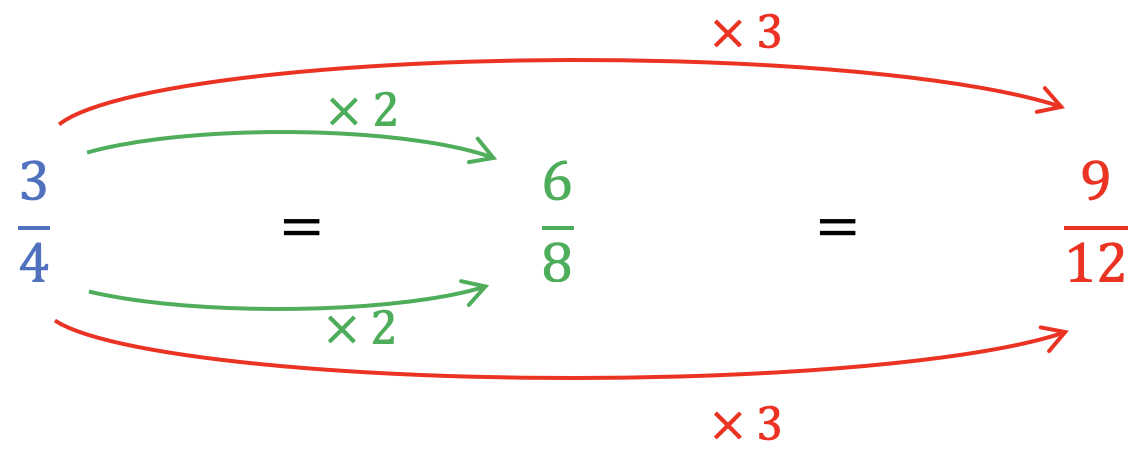 × 3
× 2
3/4 = 6/8 = 9/12
× 2
× 3